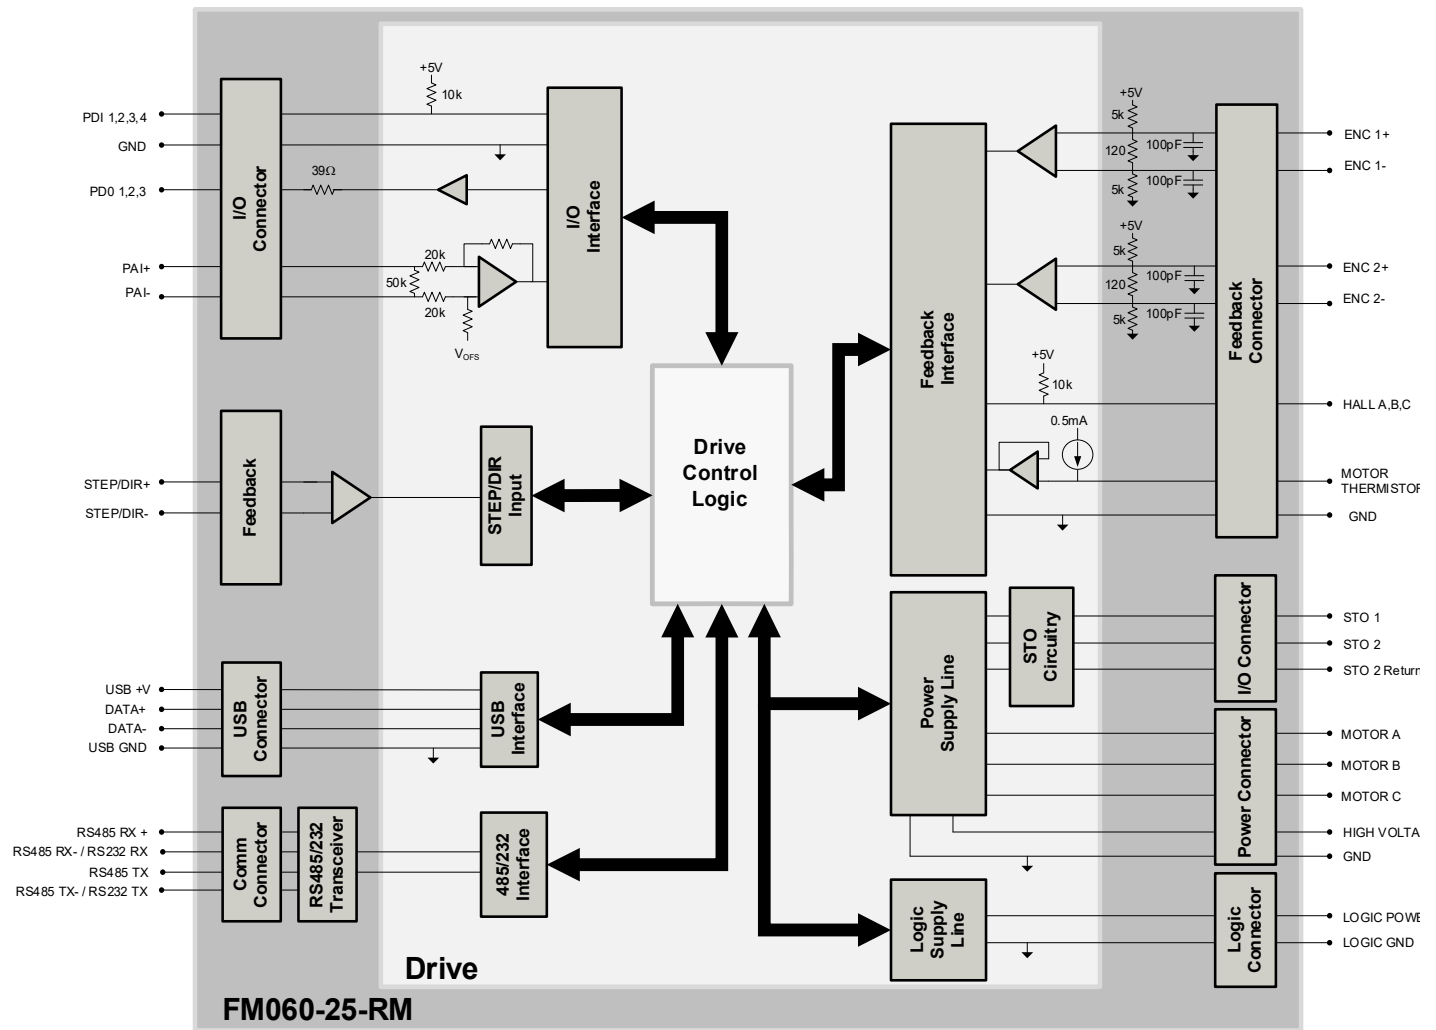 +5V
10k
PDI 1,2,3,4
GND
39Ω
PD0 1,2,3
I/O
Connector
I/O
Interface
PAI+
PAI-
20k
50k
20k
VOFS
STEP/DIR+
STEP/DIR-
Feedback
STEP/DIR
Input
Drive
Control
Logic
USB +V
DATA+
DATA-
USB GND
USB
Connector
USB
Interface
RS485 RX +
RS485 RX- / RS232 RX
RS485 TX
RS485 TX- / RS232 TX
Comm
Connector
RS485/232
Transceiver
485/232
Interface
Feedback
Interface
+5V
5k
120
5k
100pF
100pF
ENC 1+
ENC 1-
+5V
5k
120
5k
100pF
100pF
ENC 2+
ENC 2-
Feedback
Connector
+5V
10k
HALL A,B,C
0.5mA
MOTOR
THERMISTOR
GND
Power
Supply Line
STO
Circuitry
I/O Connector
STO 1
STO 2
STO 2 Return
Power Connector
MOTOR A
MOTOR B
MOTOR C
HIGH VOLTA
GND
Logic
Supply
Line
Logic
Connector
LOGIC POWE
LOGIC GND
Drive
FM060-25-RM